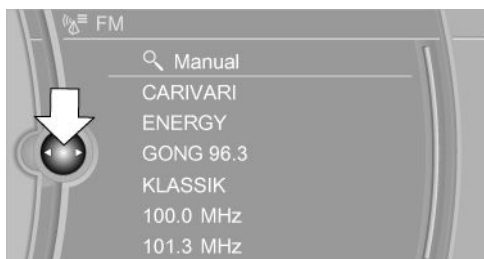 FM
Manual
CARIVARI
ENERGY
GONG 96.3
KLASSIK
100.0 MHz
101.3 MHz